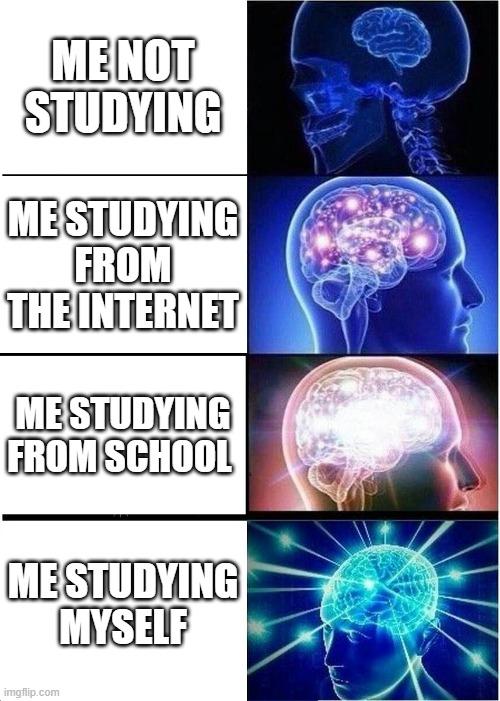 ME NOT
STUDYING
ME STUDYING
FROM
THE INTERNET
ME STUDYING
FROM SCHOOL
ME STUDYING
MYSELF
imgflip.com